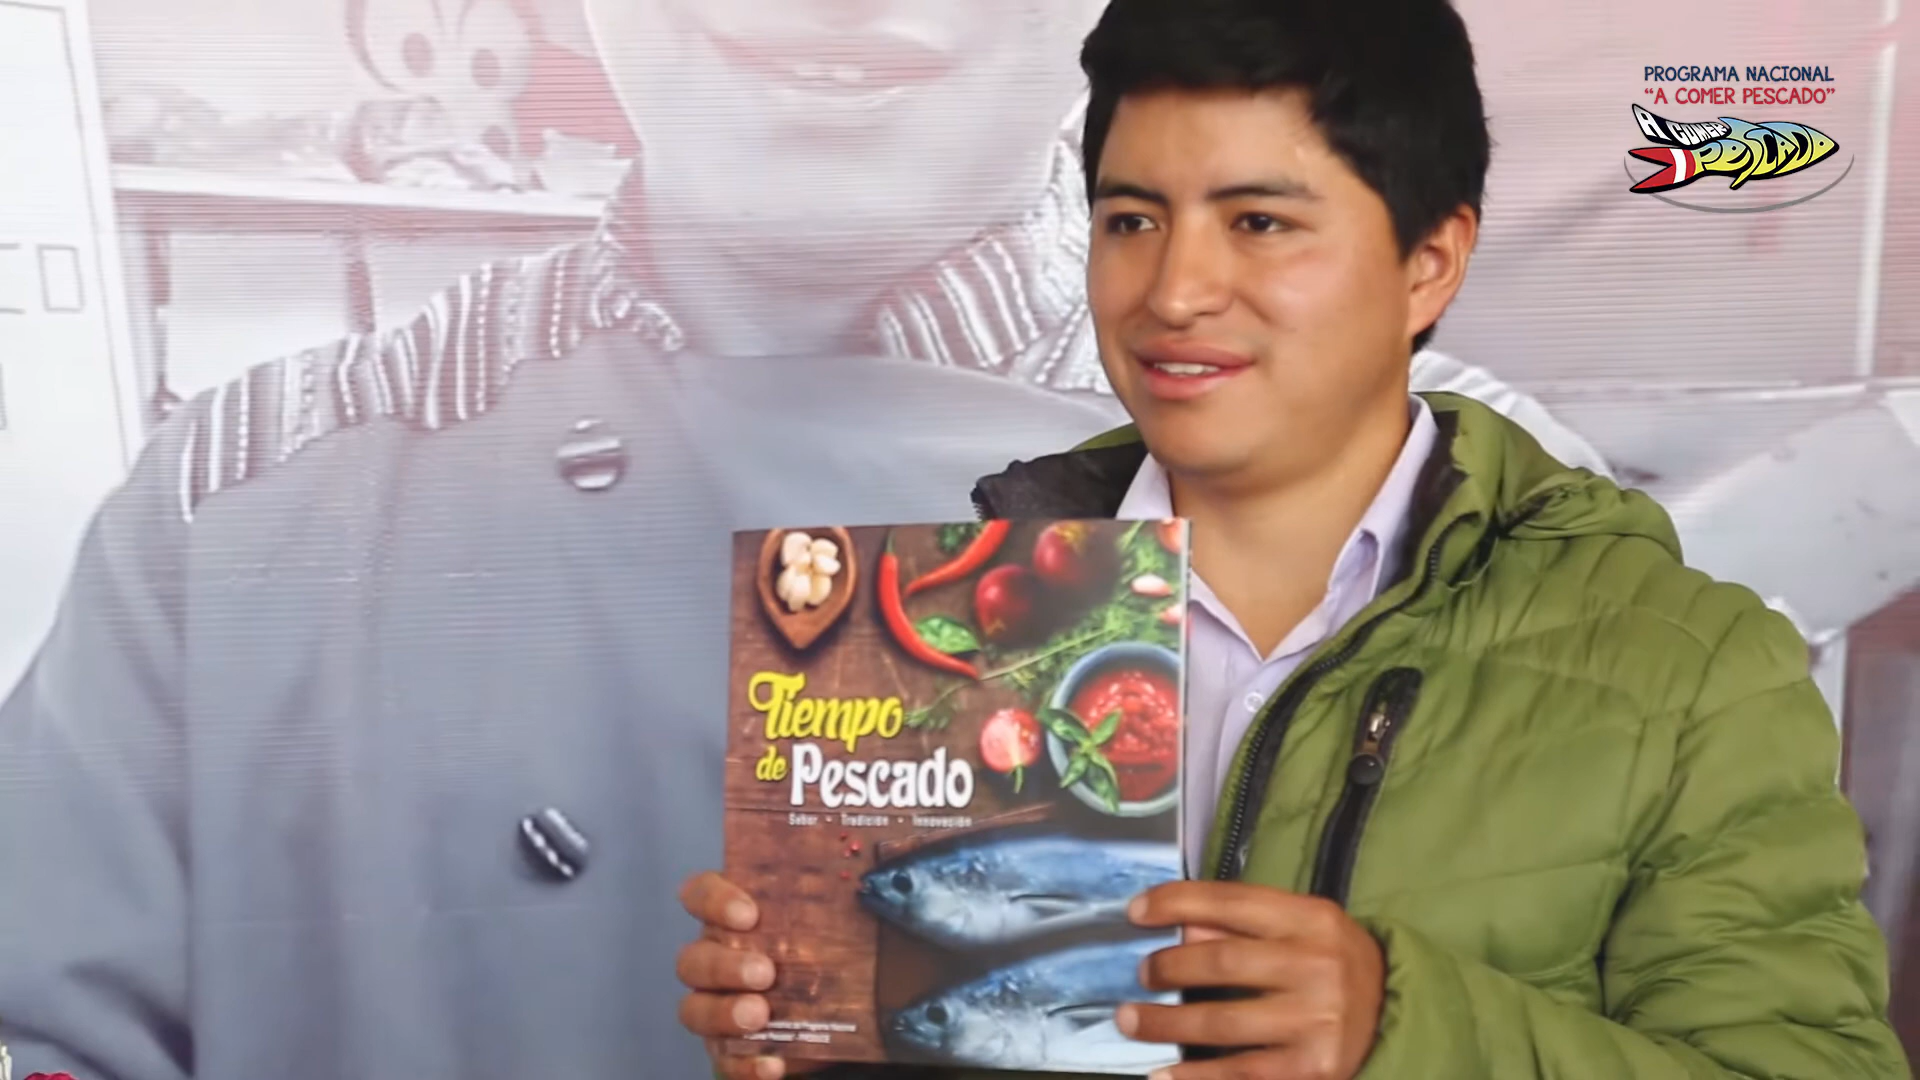 PROGRAMA NACIONAL
“A COMER PESCADO”
A COMER
PESCADO
Tiempo
de Pescado
Sabor • Tradición • Innovación